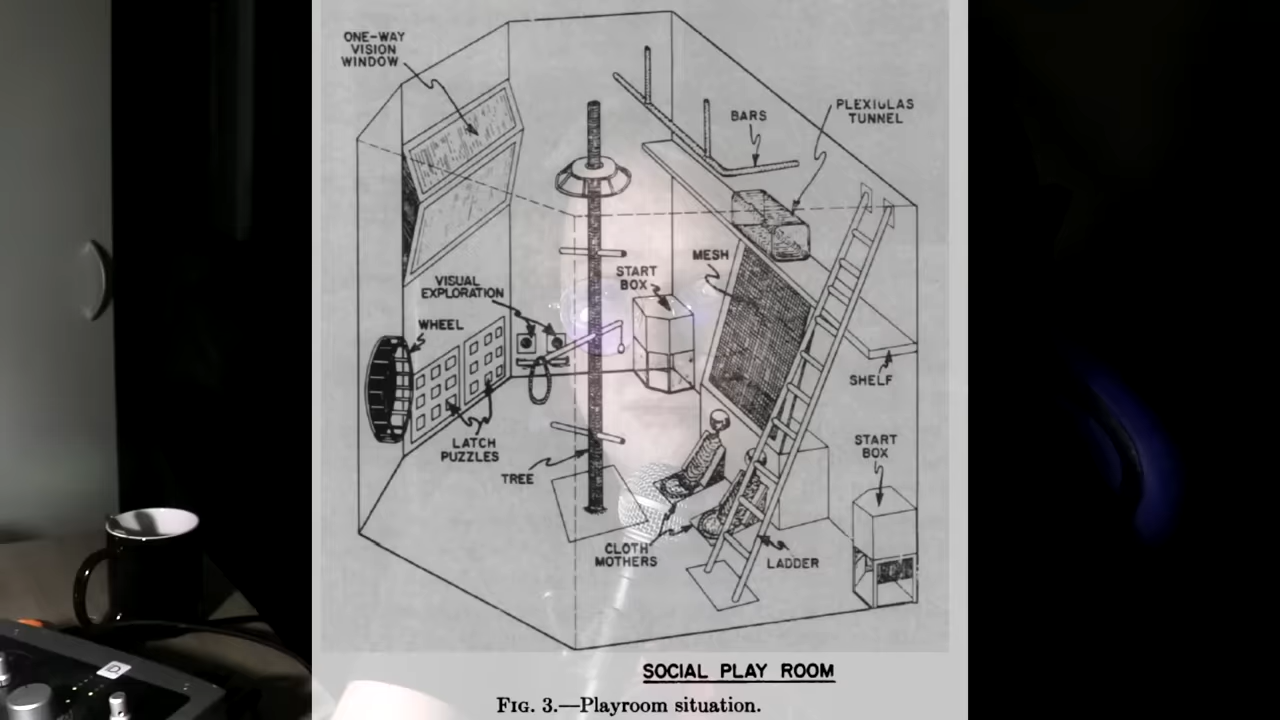 ONE-WAY
VISION
WINDOW
BARS
PLEXIGLAS
TUNNEL
MESH
START
BOX
VISUAL
EXPLORATION
WHEEL
SHELF
LATCH
PUZZLES
TREE
START
BOX
CLOTH
MOTHERS
LADDER
SOCIAL PLAY ROOM
FIG. 3.—Playroom situation.